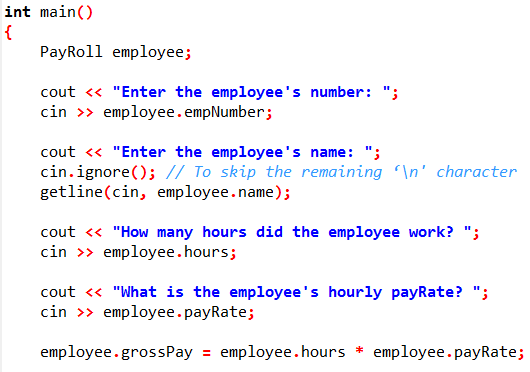 int main()
{
PayRoll employee;
cout << "Enter the employee's number: ";
cin >> employee.empNumber;
cout << "Enter the employee's name: ";
cin.ignore(); // To skip the remaining ‘\n' character
getline(cin, employee.name);
cout << "How many hours did the employee work? ";
cin >> employee.hours;
cout << "What is the employee's hourly payRate? ";
cin >> employee.payRate;
employee.grossPay = employee.hours * employee.payRate;